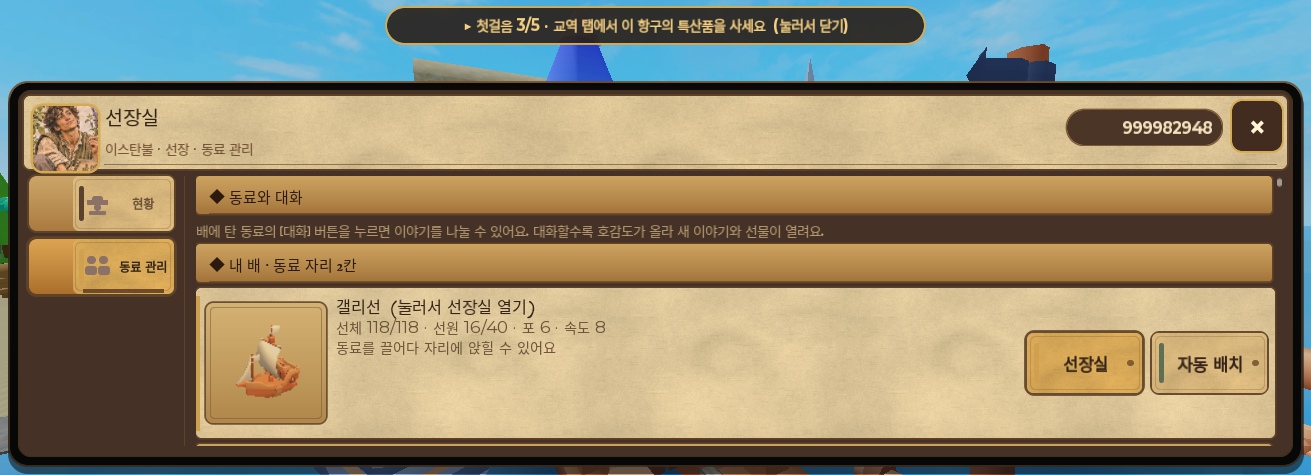 ▸ 첫걸음 3/5 · 교역 탭에서 이 항구의 특산품을 사세요 (눌러서 닫기)
선장실
이스탄불 · 선장 · 동료 관리
999982948
×
현황
동료 관리
◆ 동료와 대화
배에 탄 동료의 [대화] 버튼을 누르면 이야기를 나눌 수 있어요. 대화할수록 호감도가 올라 새 이야기와 선물이 열려요.
◆ 내 배 · 동료 자리 2칸
갤리선 (눌러서 선장실 열기)
선체 118/118 · 선원 16/40 · 포 6 · 속도 8
동료를 끌어다 자리에 앉힐 수 있어요
선장실
자동 배치